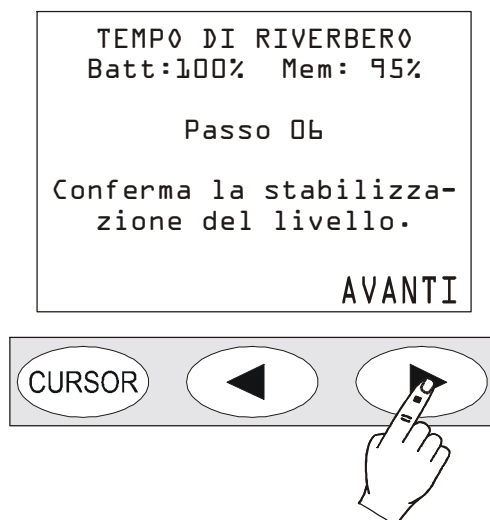 TEMPO DI RIVERBERO
Batt:100% Mem: 95%
Passo 06
Conferma la stabilizza-
zione del livello.
AVANTI
CURSOR